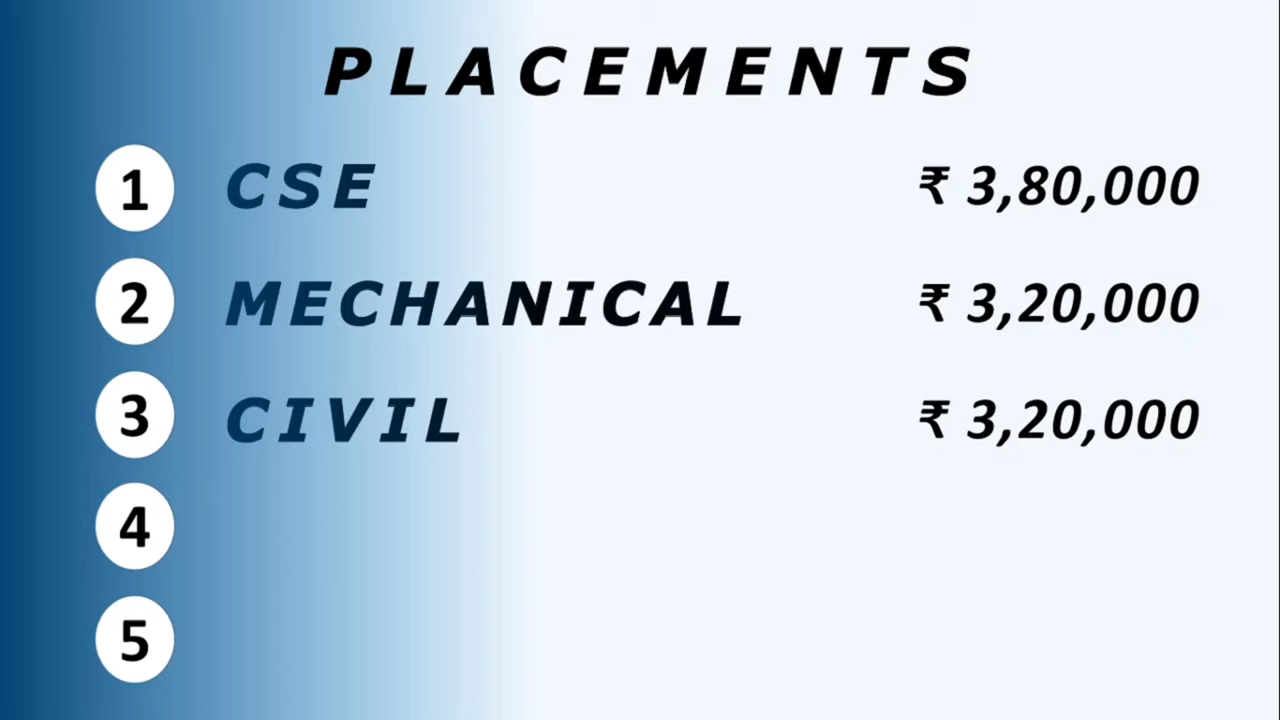 PLACEMENTS
1 CSE ₹ 3,80,000
2 MECHANICAL ₹ 3,20,000
3 CIVIL ₹ 3,20,000
4
5